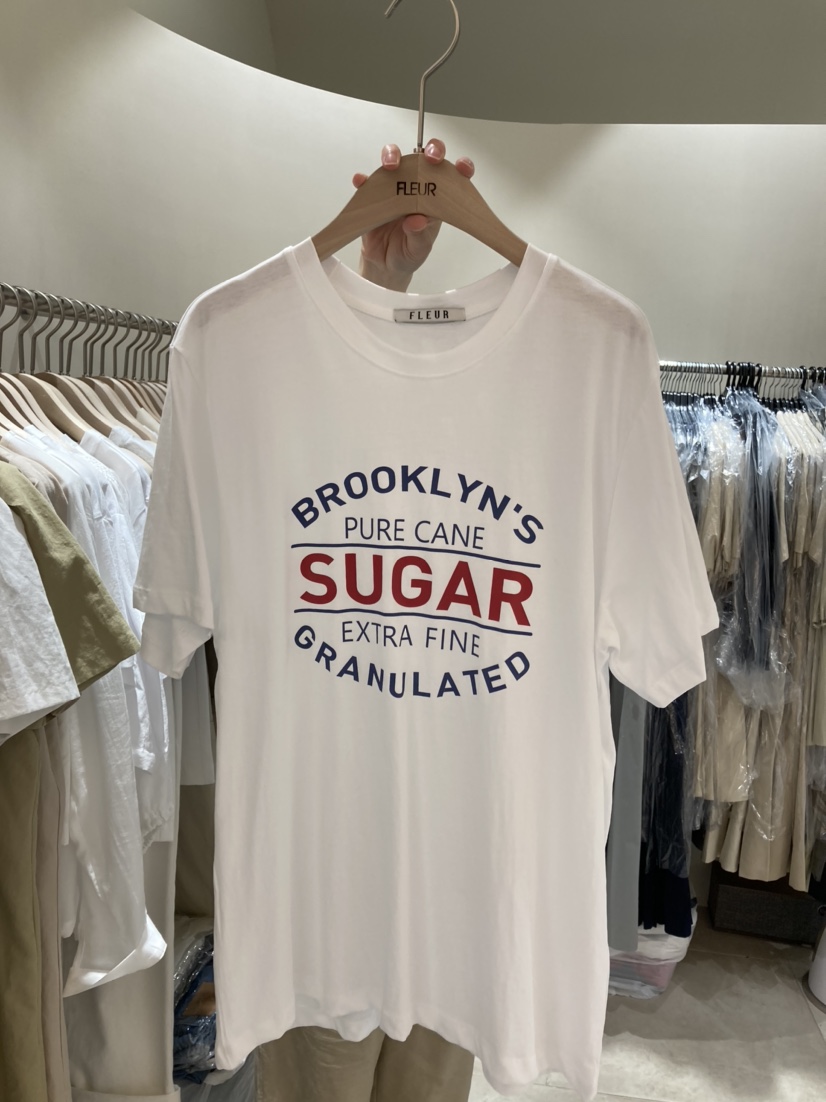 FLEUR
FLEUR
BROOKLYN'S
PURE CANE
SUGAR
EXTRA FINE
GRANULATED